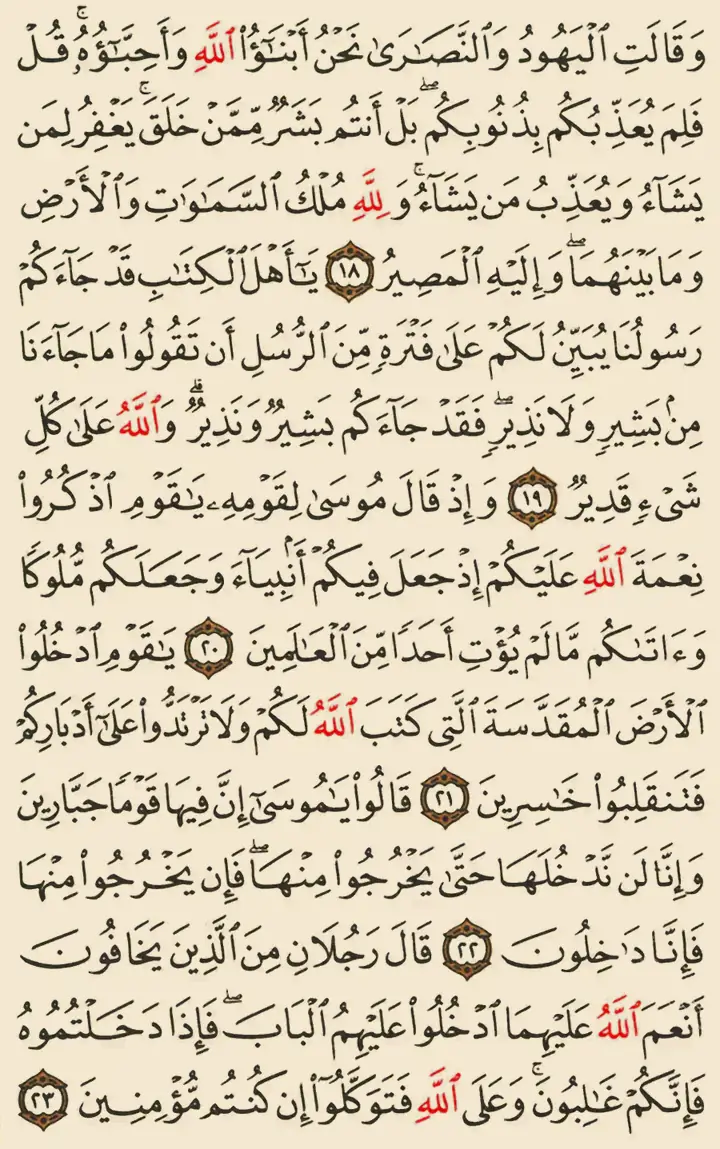 وَقَالَتِ ٱلۡيَهُودُ وَٱلنَّصَٰرَىٰ نَحۡنُ أَبۡنَٰٓؤُاْ ٱللَّهِ وَأَحِبَّٰٓؤُهُۥۚ قُلۡ
فَلِمَ يُعَذِّبُكُم بِذُنُوبِكُمۖ بَلۡ أَنتُم بَشَرٞ مِّمَّنۡ خَلَقَۚ يَغۡفِرُ لِمَن
يَشَآءُ وَيُعَذِّبُ مَن يَشَآءُۚ وَلِلَّهِ مُلۡكُ ٱلسَّمَٰوَٰتِ وَٱلۡأَرۡضِ
وَمَا بَيۡنَهُمَاۖ وَإِلَيۡهِ ٱلۡمَصِيرُ ١٨ يَٰٓأَهۡلَ ٱلۡكِتَٰبِ قَدۡ جَآءَكُمۡ
رَسُولُنَا يُبَيِّنُ لَكُمۡ عَلَىٰ فَتۡرَةٖ مِّنَ ٱلرُّسُلِ أَن تَقُولُواْ مَا جَآءَنَا
مِنۢ بَشِيرٖ وَلَا نَذِيرٖۖ فَقَدۡ جَآءَكُم بَشِيرٞ وَنَذِيرٞۗ وَٱللَّهُ عَلَىٰ كُلِّ
شَيۡءٖ قَدِيرٞ ١٩ وَإِذۡ قَالَ مُوسَىٰ لِقَوۡمِهِۦ يَٰقَوۡمِ ٱذۡكُرُواْ
نِعۡمَةَ ٱللَّهِ عَلَيۡكُمۡ إِذۡ جَعَلَ فِيكُمۡ أَنۢبِيَآءَ وَجَعَلَكُم مُّلُوكٗا
وَءَاتَىٰكُم مَّا لَمۡ يُؤۡتِ أَحَدٗا مِّنَ ٱلۡعَٰلَمِينَ ٢٠ يَٰقَوۡمِ ٱدۡخُلُواْ
ٱلۡأَرۡضَ ٱلۡمُقَدَّسَةَ ٱلَّتِي كَتَبَ ٱللَّهُ لَكُمۡ وَلَا تَرۡتَدُّواْ عَلَىٰٓ أَدۡبَارِكُمۡ
فَتَنقَلِبُواْ خَٰسِرِينَ ٢١ قَالُواْ يَٰمُوسَىٰٓ إِنَّ فِيهَا قَوۡمٗا جَبَّارِينَ
وَإِنَّا لَن نَّدۡخُلَهَا حَتَّىٰ يَخۡرُجُواْ مِنۡهَاۖ فَإِن يَخۡرُجُواْ مِنۡهَا
فَإِنَّا دَٰخِلُونَ ٢٢ قَالَ رَجُلَانِ مِنَ ٱلَّذِينَ يَخَافُونَ
أَنۡعَمَ ٱللَّهُ عَلَيۡهِمَا ٱدۡخُلُواْ عَلَيۡهِمُ ٱلۡبَابَۖ فَإِذَا دَخَلۡتُمُوهُ
فَإِنَّكُمۡ غَٰلِبُونَۚ وَعَلَى ٱللَّهِ فَتَوَكَّلُوٓاْ إِن كُنتُم مُّؤۡمِنِينَ ٢٣